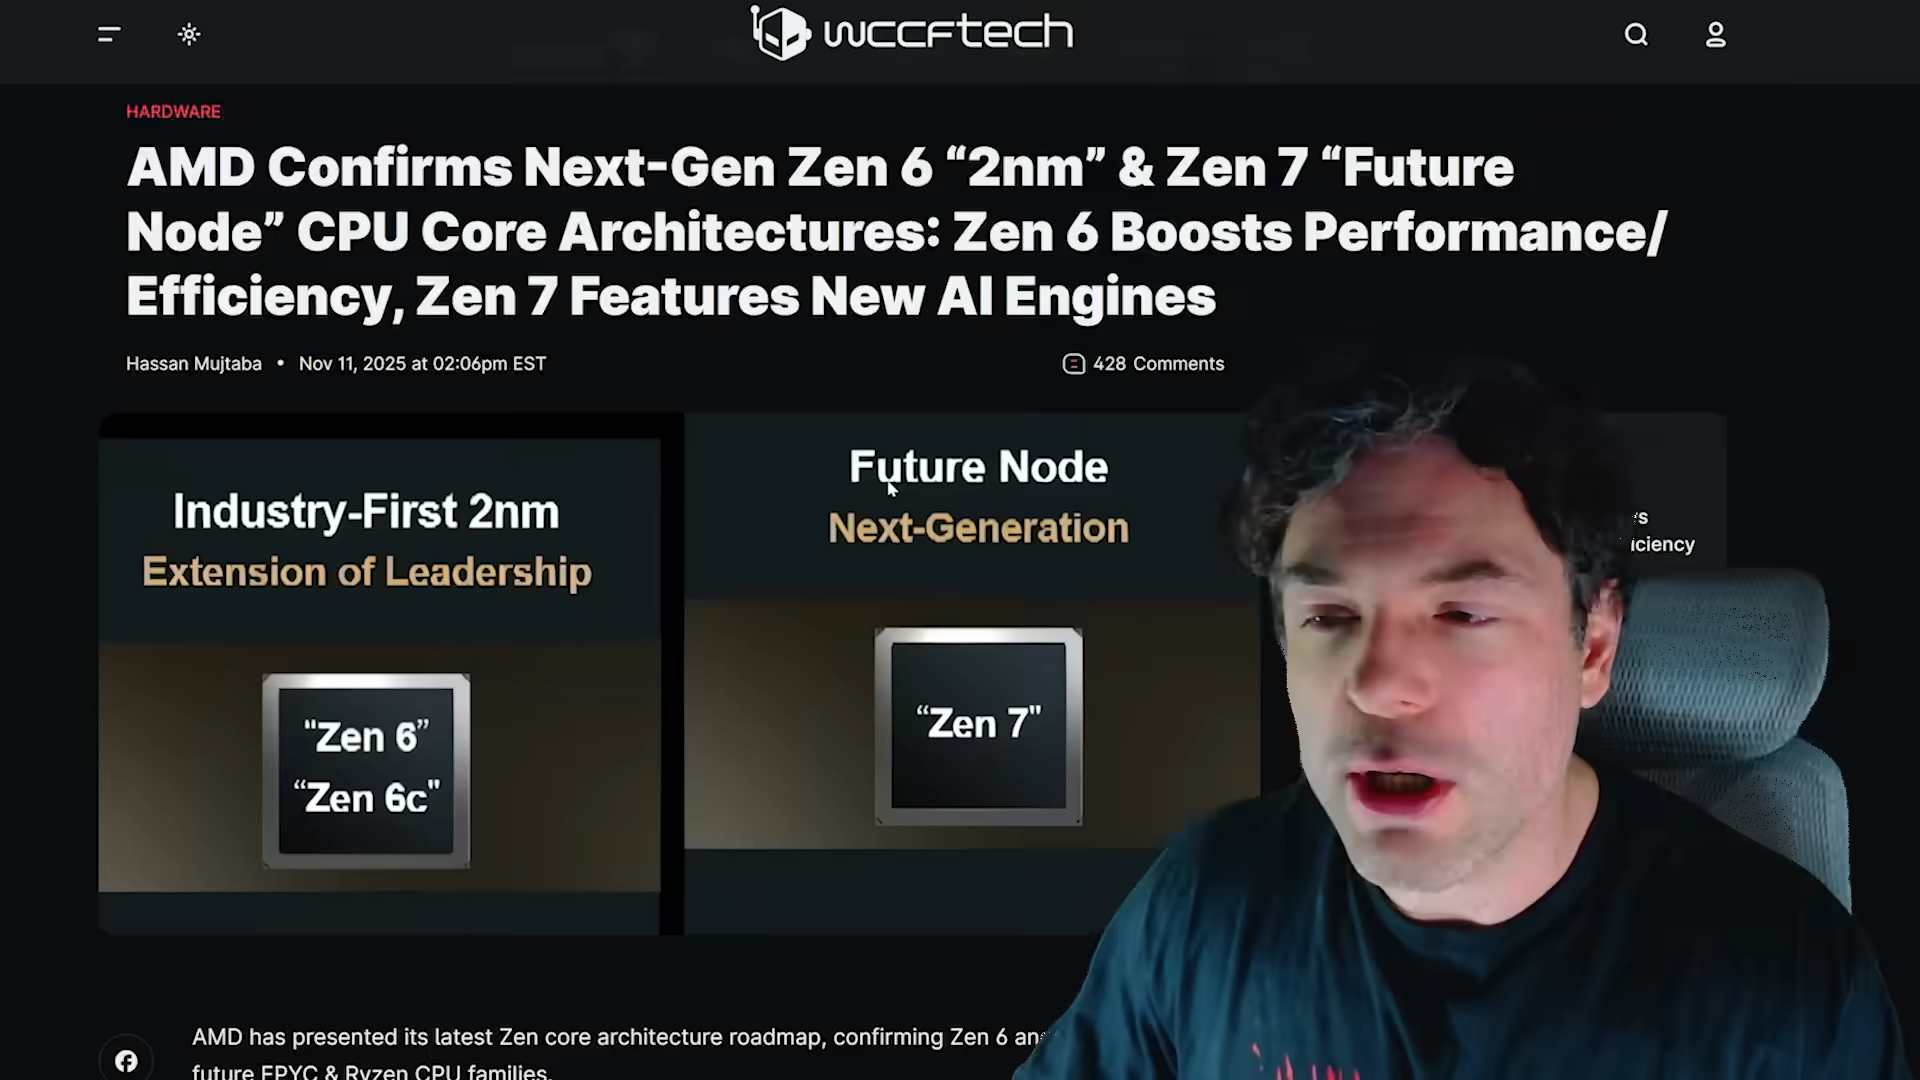 wccftech
HARDWARE
AMD Confirms Next-Gen Zen 6 “2nm” & Zen 7 “Future
Node” CPU Core Architectures: Zen 6 Boosts Performance/
Efficiency, Zen 7 Features New AI Engines
Hassan Mujtaba • Nov 11, 2025 at 02:06pm EST
428 Comments
Industry-First 2nm
Extension of Leadership
"Zen 6"
"Zen 6c"
Future Node
Next-Generation
"Zen 7"
AMD has presented its latest Zen core architecture roadmap, confirming Zen 6
future EPYC & Ryzen CPU families.